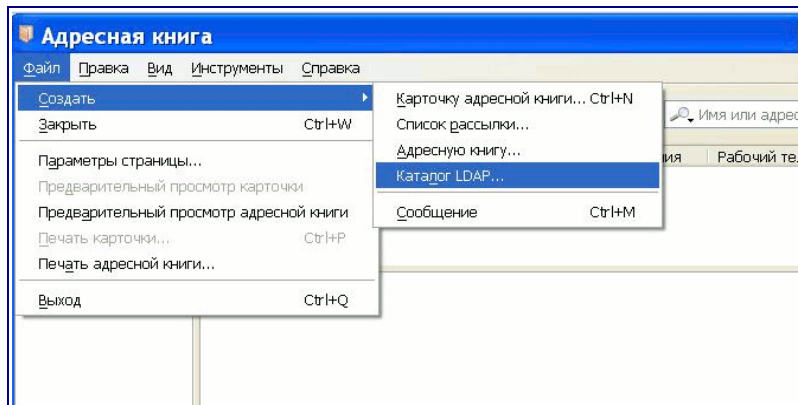 Адресная книга
Файл Правка Вид Инструменты Справка
Создать
Закрыть Ctrl+W
Параметры страницы...
Предварительный просмотр карточки
Предварительный просмотр адресной книги
Печать карточки... Ctrl+P
Печать адресной книги...
Выход Ctrl+Q
Карточку адресной книги... Ctrl+N
Список рассылки...
Адресную книгу...
Каталог LDAP...
Сообщение Ctrl+M
Имя или адрес
Рабочий те